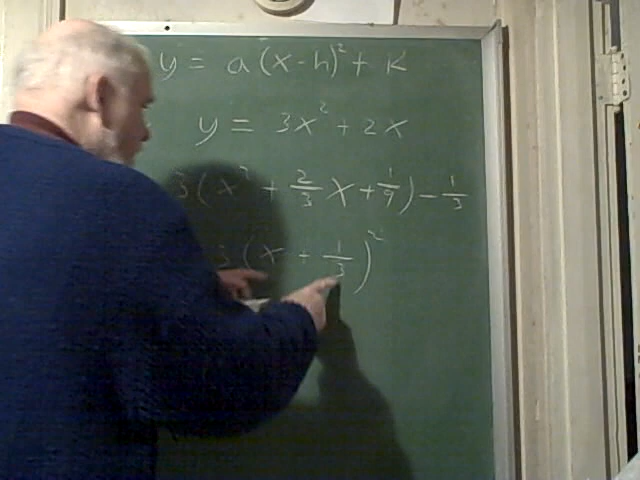 y = a(x-h)² + k
y = 3x² + 2x
3(x² + 2/3 x + 1/9) - 1/3
3(x + 1/3)²